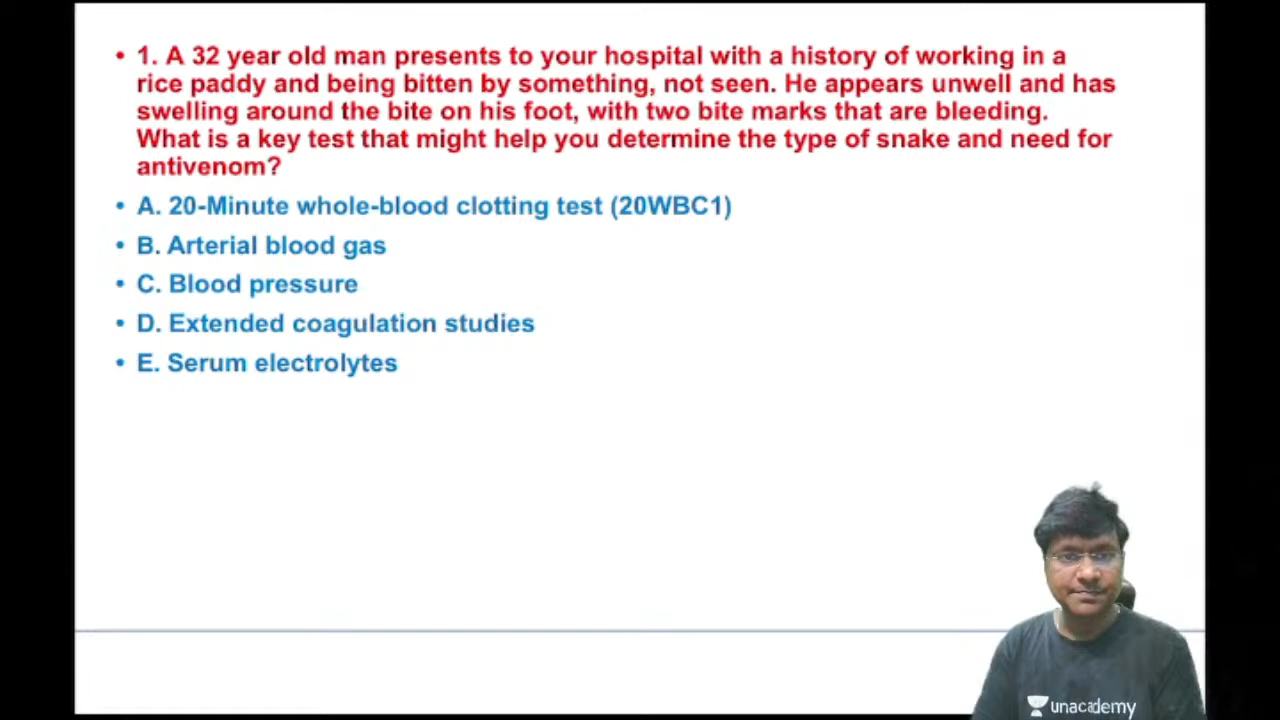 • 1. A 32 year old man presents to your hospital with a history of working in a
rice paddy and being bitten by something, not seen. He appears unwell and has
swelling around the bite on his foot, with two bite marks that are bleeding.
What is a key test that might help you determine the type of snake and need for
antivenom?
• A. 20-Minute whole-blood clotting test (20WBC1)
• B. Arterial blood gas
• C. Blood pressure
• D. Extended coagulation studies
• E. Serum electrolytes
unacademy